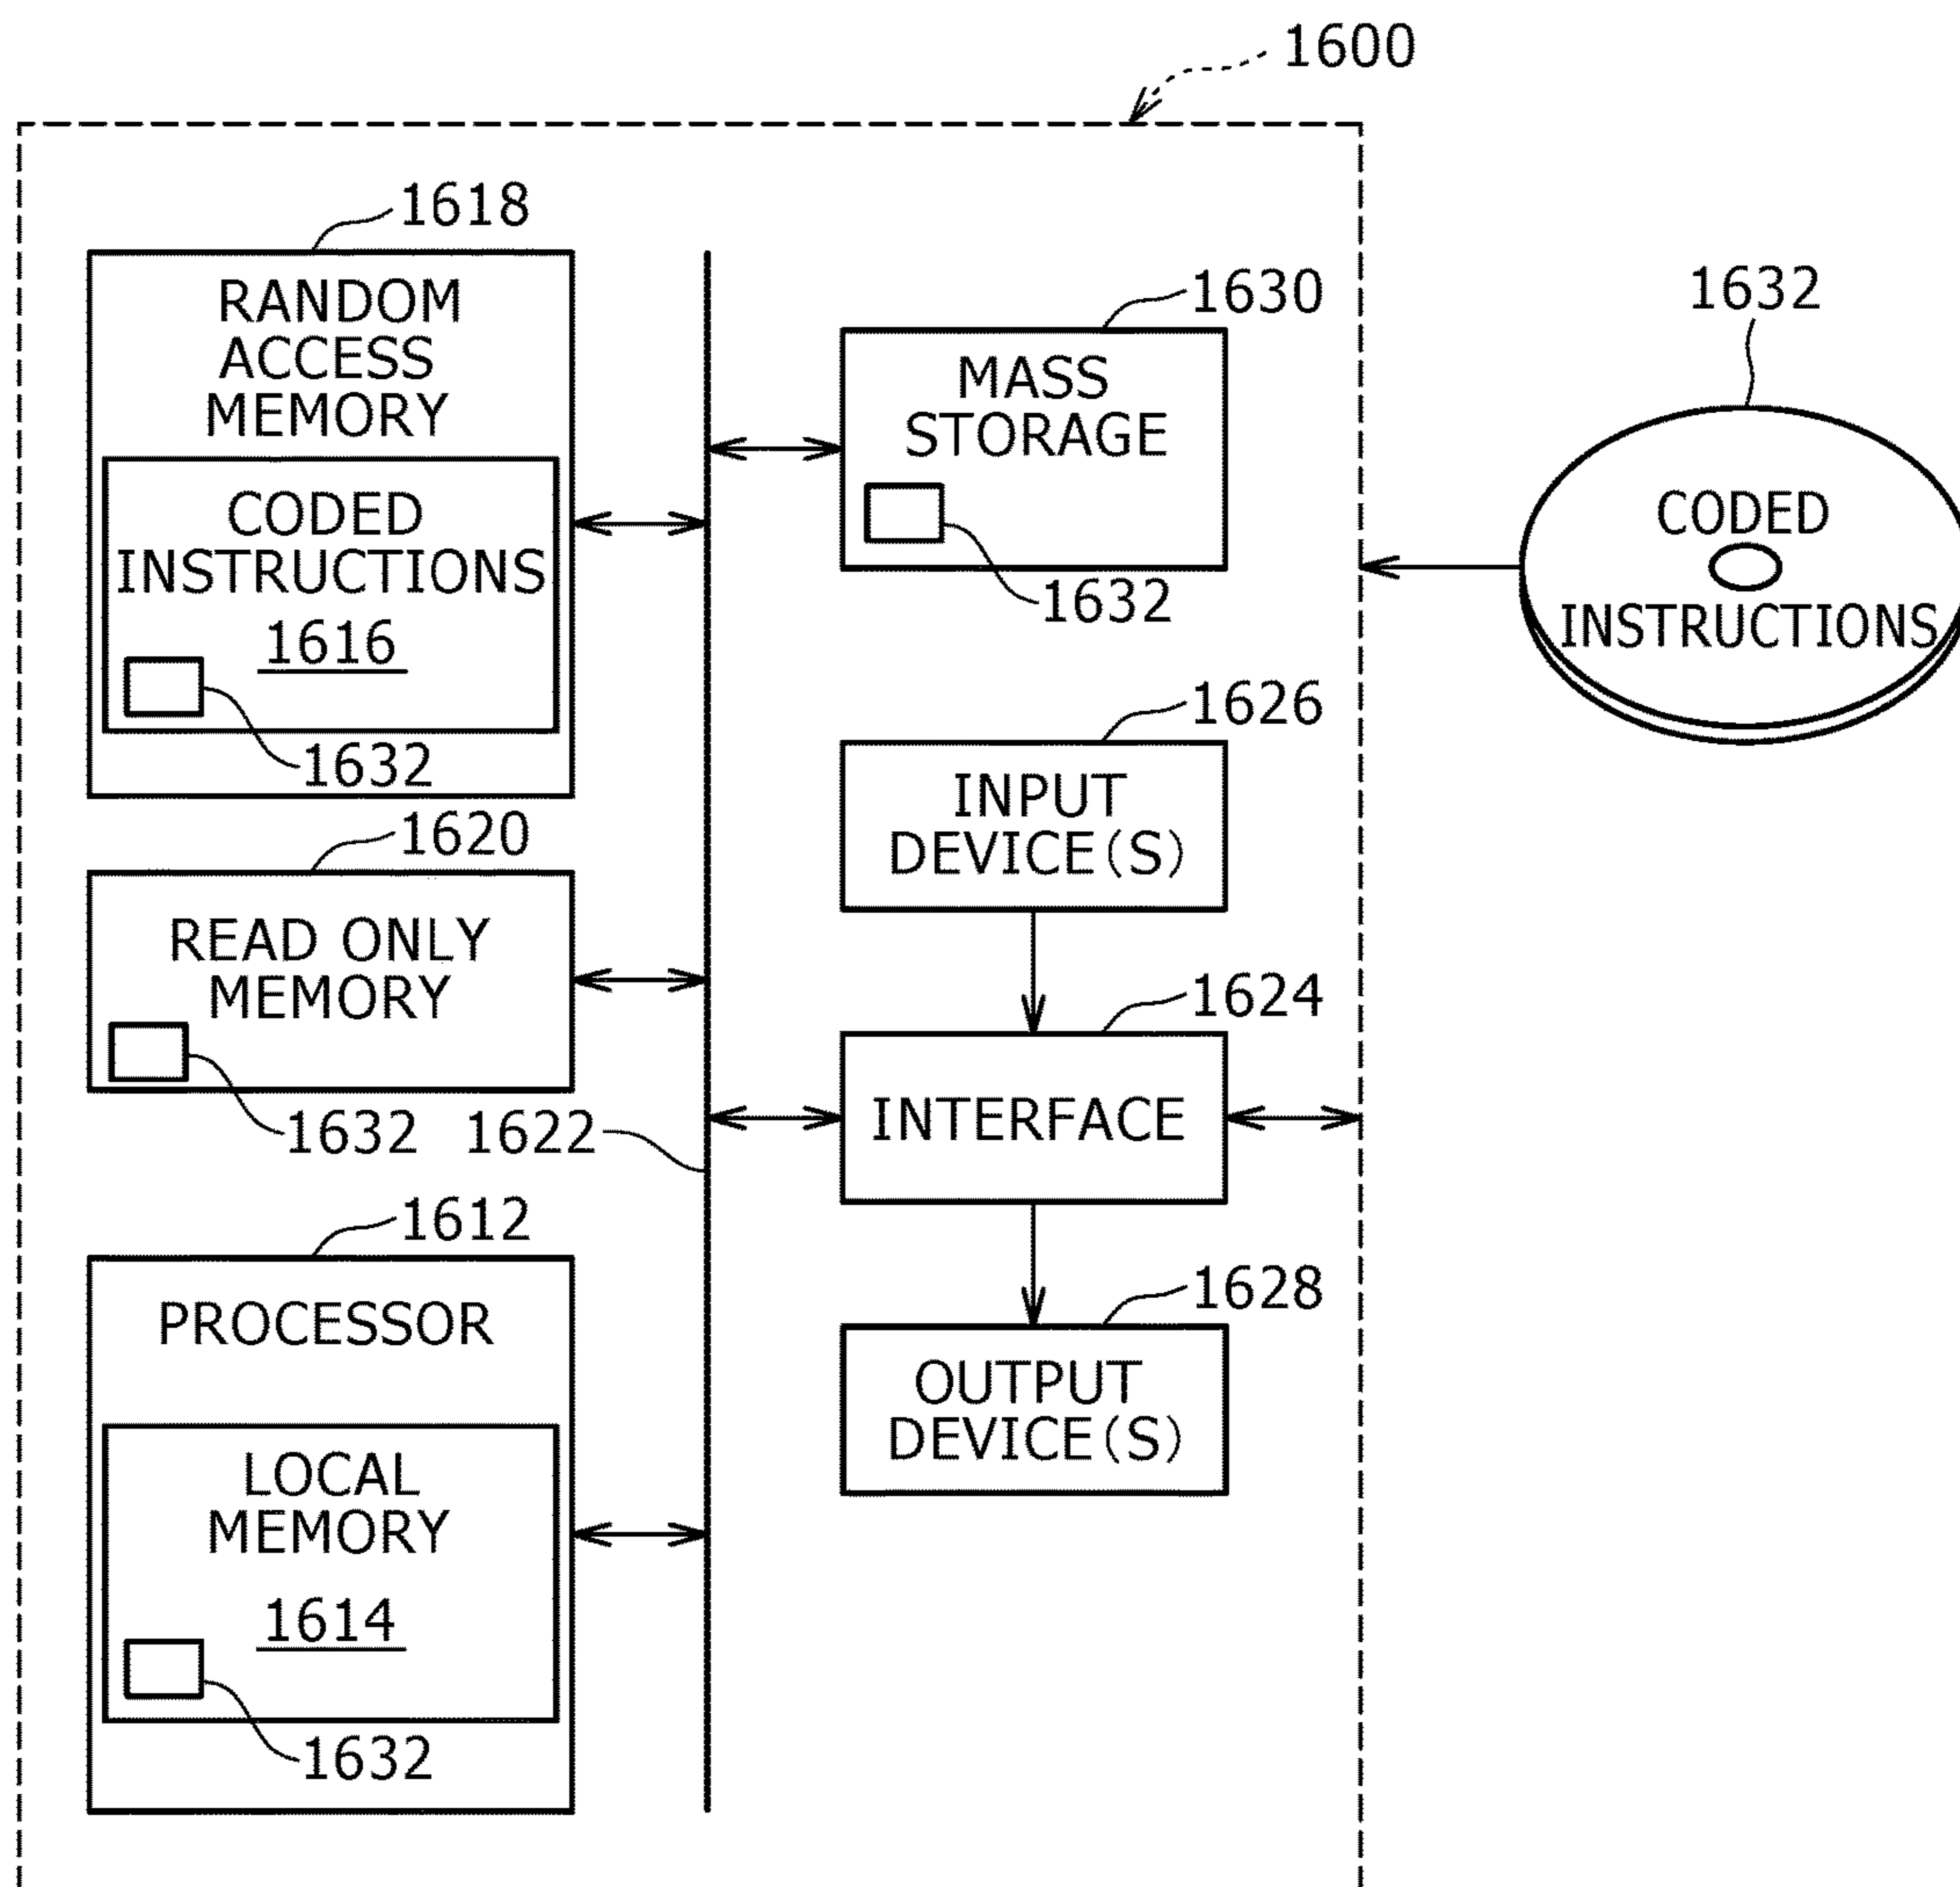 1600
1618
RANDOM
ACCESS
MEMORY
CODED
INSTRUCTIONS
1616
1632
1620
READ ONLY
MEMORY
1632
1622
1612
PROCESSOR
LOCAL
MEMORY
1614
1632
1630
MASS
STORAGE
1632
1626
INPUT
DEVICE(S)
1624
INTERFACE
1628
OUTPUT
DEVICE(S)
1632
CODED
INSTRUCTIONS